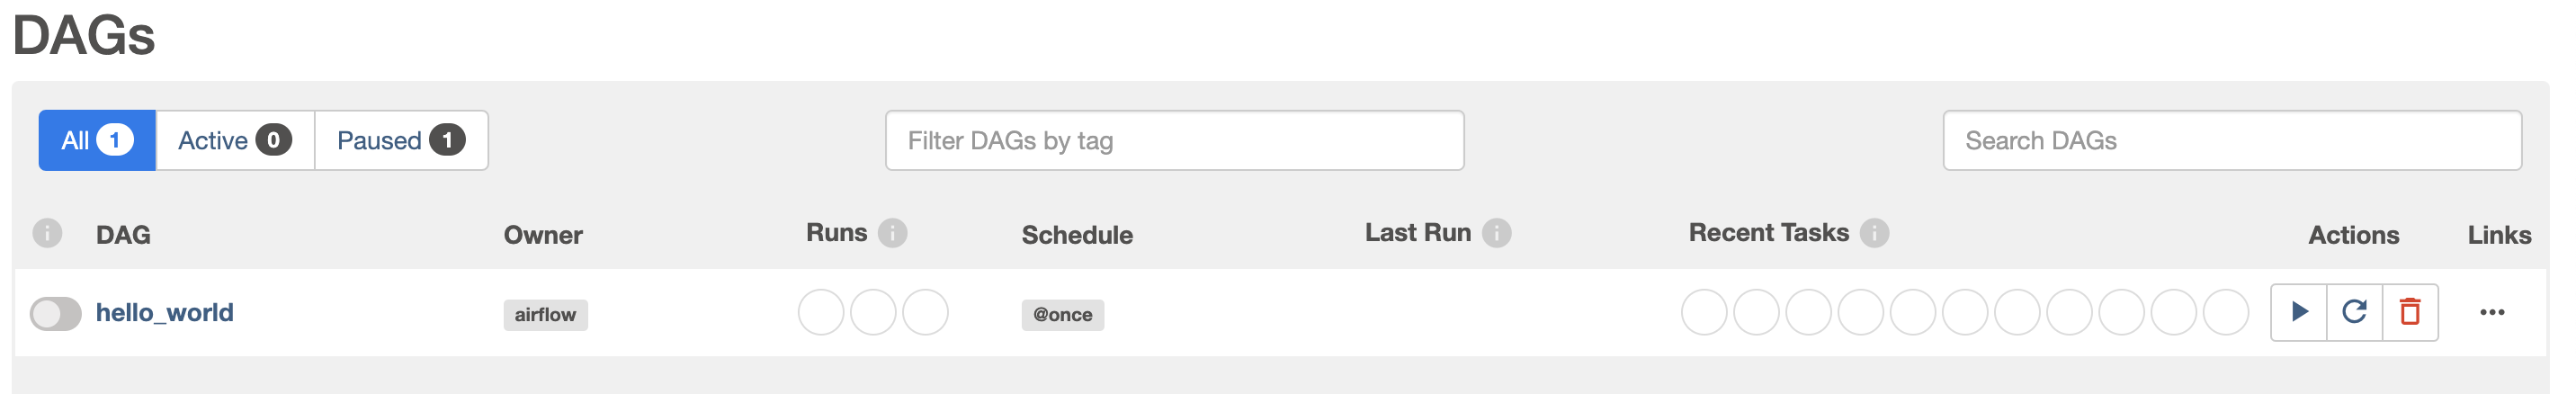 DAGs
All 1 Active 0 Paused 1 Filter DAGs by tag Search DAGs
i DAG Owner Runs i Schedule Last Run i Recent Tasks i Actions Links
hello_world airflow @once